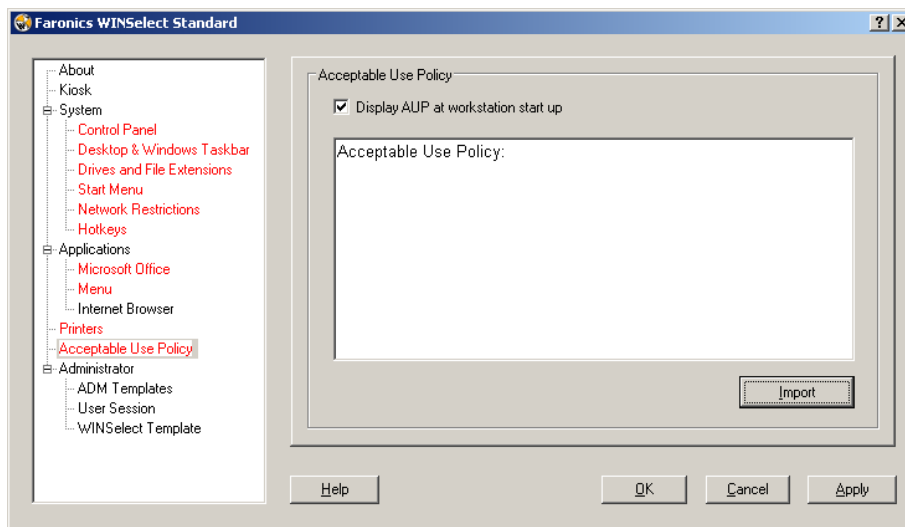 Faronics WINSelect Standard
About
Kiosk
System
Control Panel
Desktop & Windows Taskbar
Drives and File Extensions
Start Menu
Network Restrictions
Hotkeys
Applications
Microsoft Office
Menu
Internet Browser
Printers
Acceptable Use Policy
Administrator
ADM Templates
User Session
WINSelect Template
Acceptable Use Policy
Display AUP at workstation start up
Acceptable Use Policy:
Import
Help
OK
Cancel
Apply